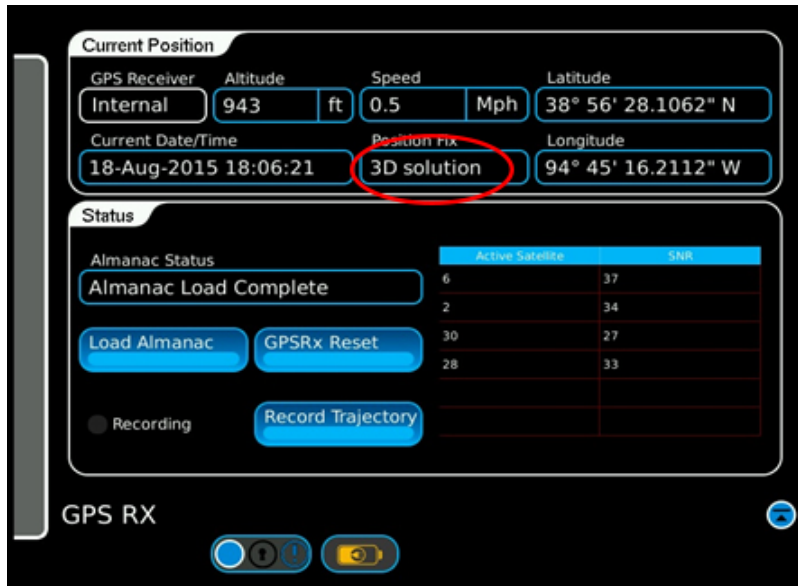 Current Position
GPS Receiver Altitude Speed Latitude
Internal 943 ft 0.5 Mph 38° 56' 28.1062" N
Current Date/Time Position Fix Longitude
18-Aug-2015 18:06:21 3D solution 94° 45' 16.2112" W
Status
Almanac Status
Almanac Load Complete
Load Almanac GPSRx Reset
Recording Record Trajectory
Active Satellite SNR
6 37
2 34
30 27
28 33
GPS RX